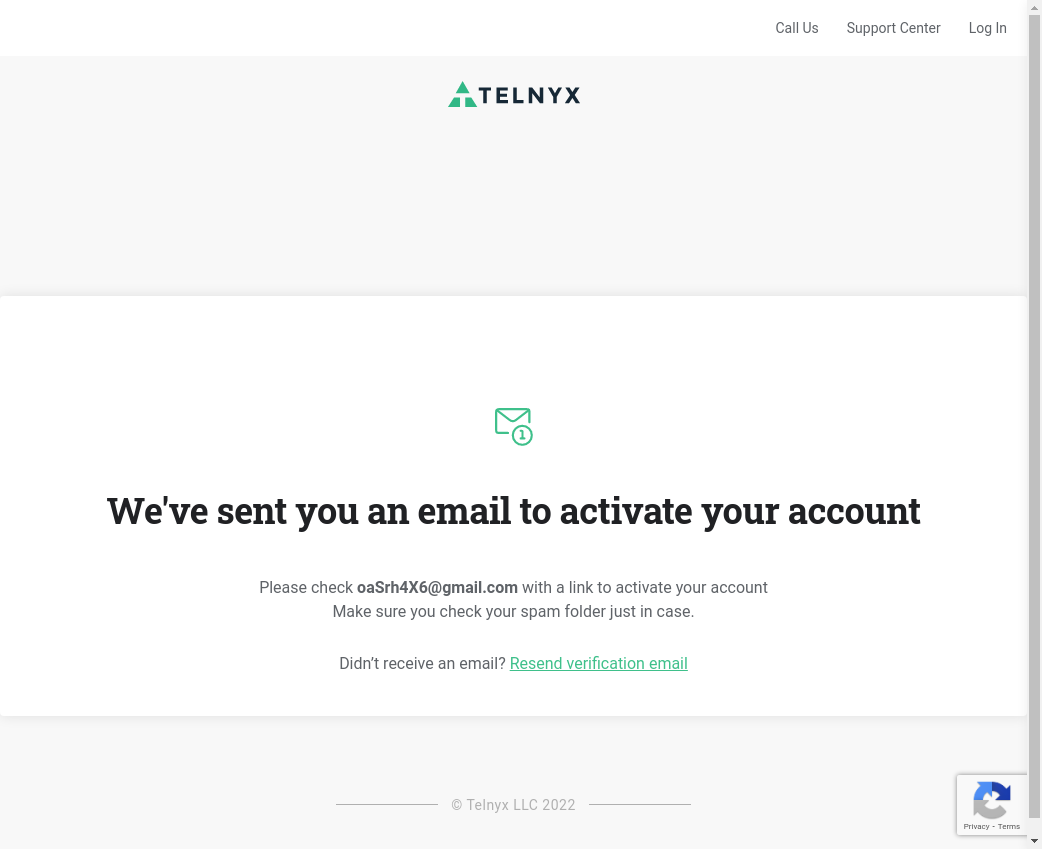 Call Us Support Center Log In
TELNYX
We've sent you an email to activate your account
Please check oaSrh4X6@gmail.com with a link to activate your account
Make sure you check your spam folder just in case.
Didn’t receive an email? Resend verification email
© Telnyx LLC 2022
Privacy - Terms